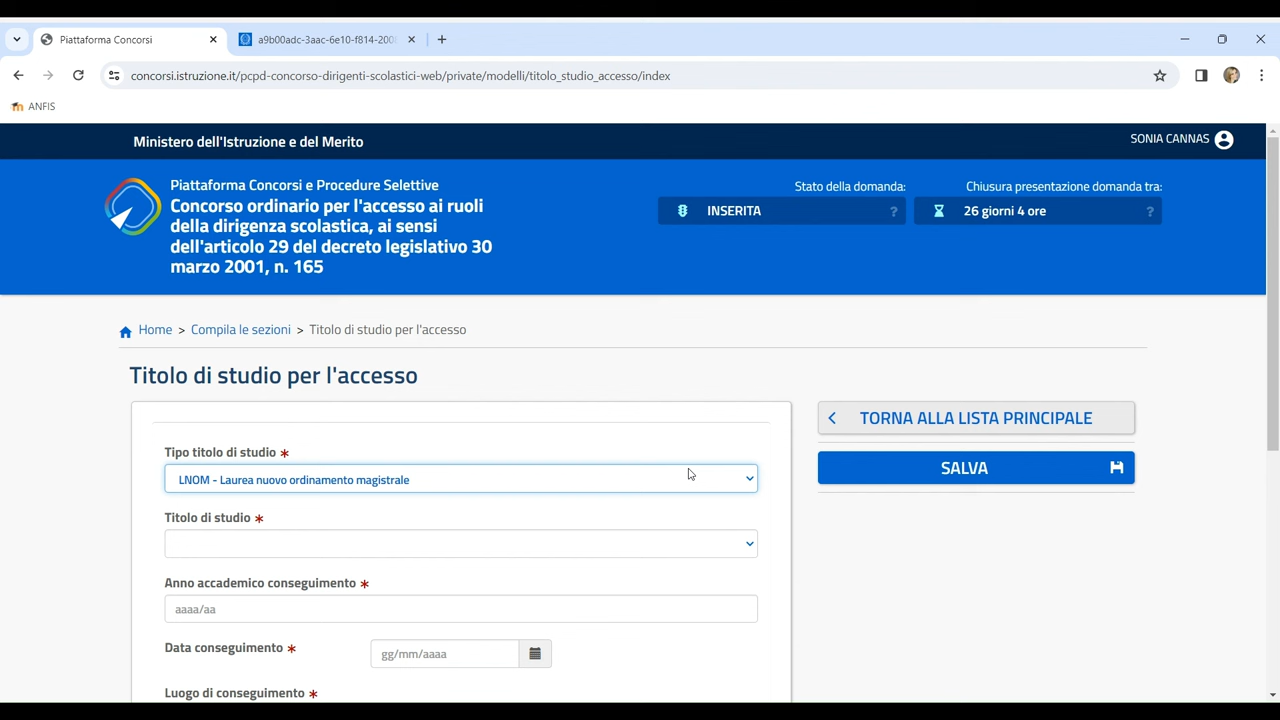 Piattaforma Concorsi
a9b00adc-3aac-6e10-f814-200
concorsi.istruzione.it/pcpd-concorso-dirigenti-scolastici-web/private/modelli/titolo_studio_accesso/index
ANFIS
Ministero dell'Istruzione e del Merito
SONIA CANNAS
Piattaforma Concorsi e Procedure Selettive
Concorso ordinario per l'accesso ai ruoli
della dirigenza scolastica, ai sensi
dell'articolo 29 del decreto legislativo 30
marzo 2001, n. 165
Stato della domanda:
INSERITA ?
Chiusura presentazione domanda tra:
26 giorni 4 ore ?
Home > Compila le sezioni > Titolo di studio per l'accesso
Titolo di studio per l'accesso
Tipo titolo di studio *
LNOM - Laurea nuovo ordinamento magistrale
Titolo di studio *
Anno accademico conseguimento *
aaaa/aa
Data conseguimento *
gg/mm/aaaa
Luogo di conseguimento *
TORNA ALLA LISTA PRINCIPALE
SALVA